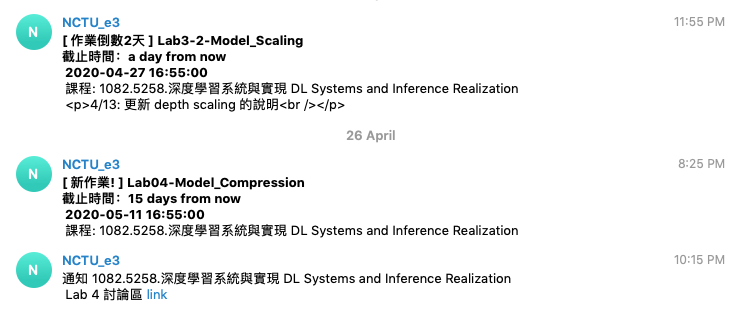 NCTU_e3
11:55 PM
N
[ 作業倒數2天 ] Lab3-2-Model_Scaling
截止時間： a day from now
2020-04-27 16:55:00
課程: 1082.5258.深度學習系統與實現 DL Systems and Inference Realization
<p>4/13: 更新 depth scaling 的說明<br /></p>
26 April
NCTU_e3
8:25 PM
N
[ 新作業! ] Lab04-Model_Compression
截止時間： 15 days from now
2020-05-11 16:55:00
課程: 1082.5258.深度學習系統與實現 DL Systems and Inference Realization
NCTU_e3
10:15 PM
N
通知 1082.5258.深度學習系統與實現 DL Systems and Inference Realization
Lab 4 討論區 link